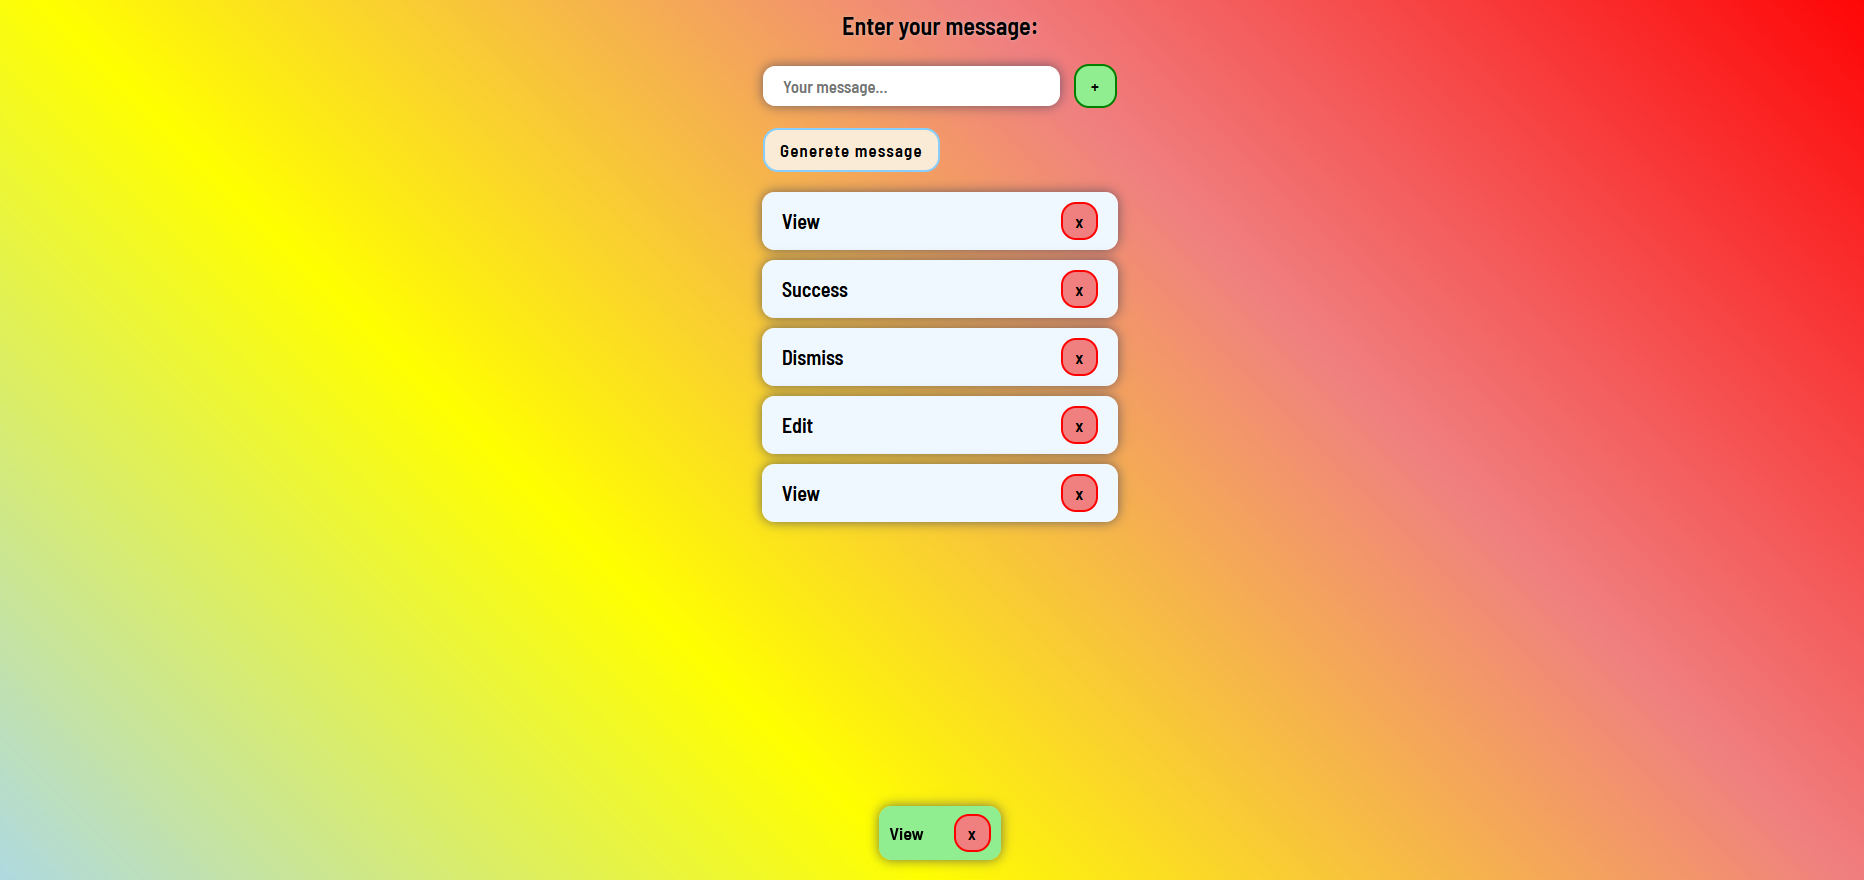 Enter your message:
Your message...
+
Generete message
View x
Success x
Dismiss x
Edit x
View x
View x